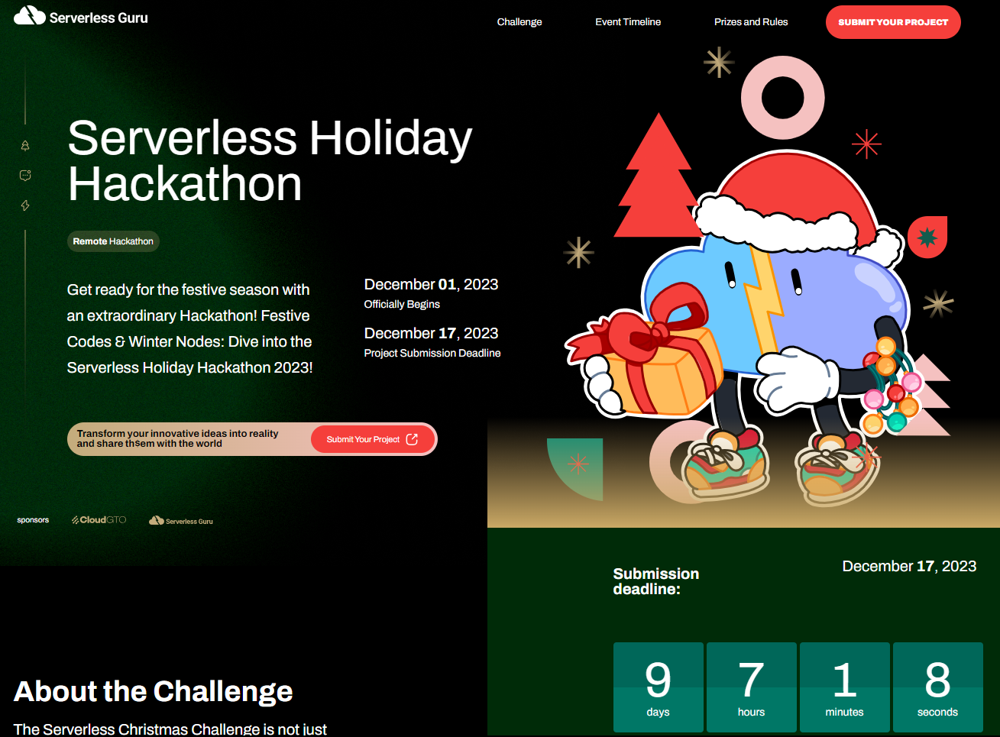 Serverless Guru
Challenge
Event Timeline
Prizes and Rules
SUBMIT YOUR PROJECT
Serverless Holiday
Hackathon
Remote Hackathon
Get ready for the festive season with
an extraordinary Hackathon! Festive
Codes & Winter Nodes: Dive into the
Serverless Holiday Hackathon 2023!
December 01, 2023
Officially Begins
December 17, 2023
Project Submission Deadline
Transform your innovative ideas into reality
and share thsem with the world
Submit Your Project
sponsors
CloudGTO
Serverless Guru
Submission
deadline:
December 17, 2023
9
days
7
hours
1
minutes
8
seconds
About the Challenge
The Serverless Christmas Challenge is not just